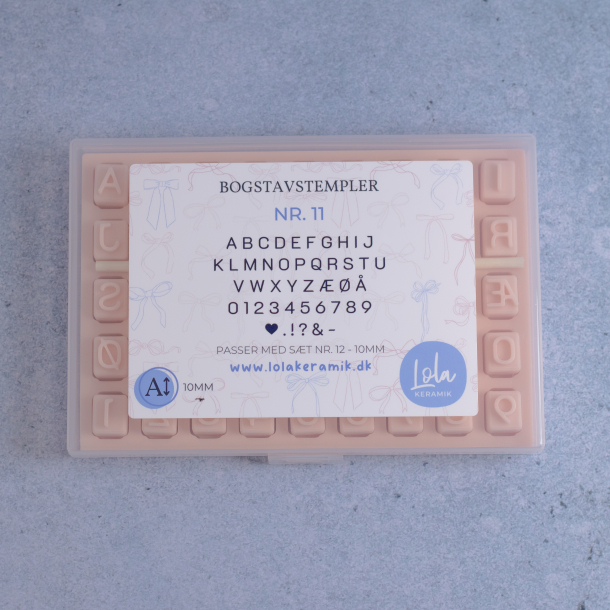 BOGSTAVSTEMPLER
NR. 11
ABCDEFGHIJ
KLMNOPQRSTU
VWXYZÆØÅ
0123456789
♥.!?&-
PASSER MED SÆT NR. 12 - 10MM
www.lolakeramik.dk
A 10MM
Lola
KERAMIK